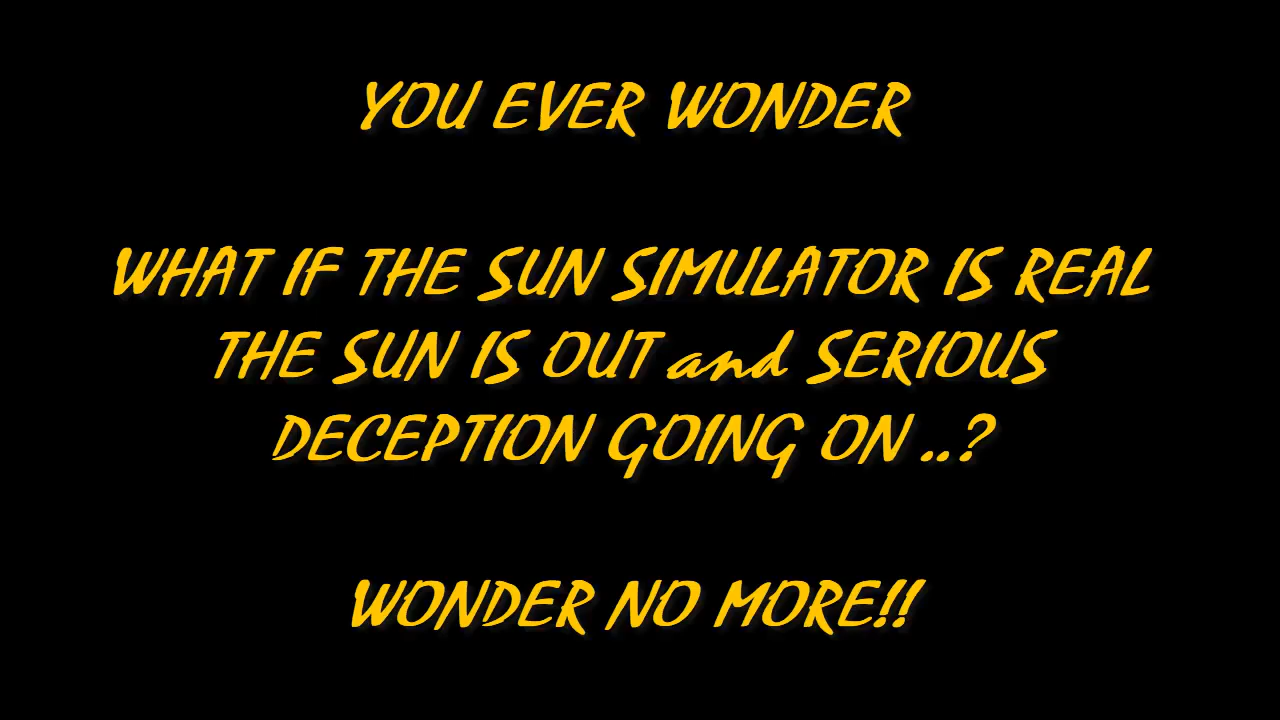 YOU EVER WONDER
WHAT IF THE SUN SIMULATOR IS REAL
THE SUN IS OUT and SERIOUS
DECEPTION GOING ON ..?
WONDER NO MORE!!